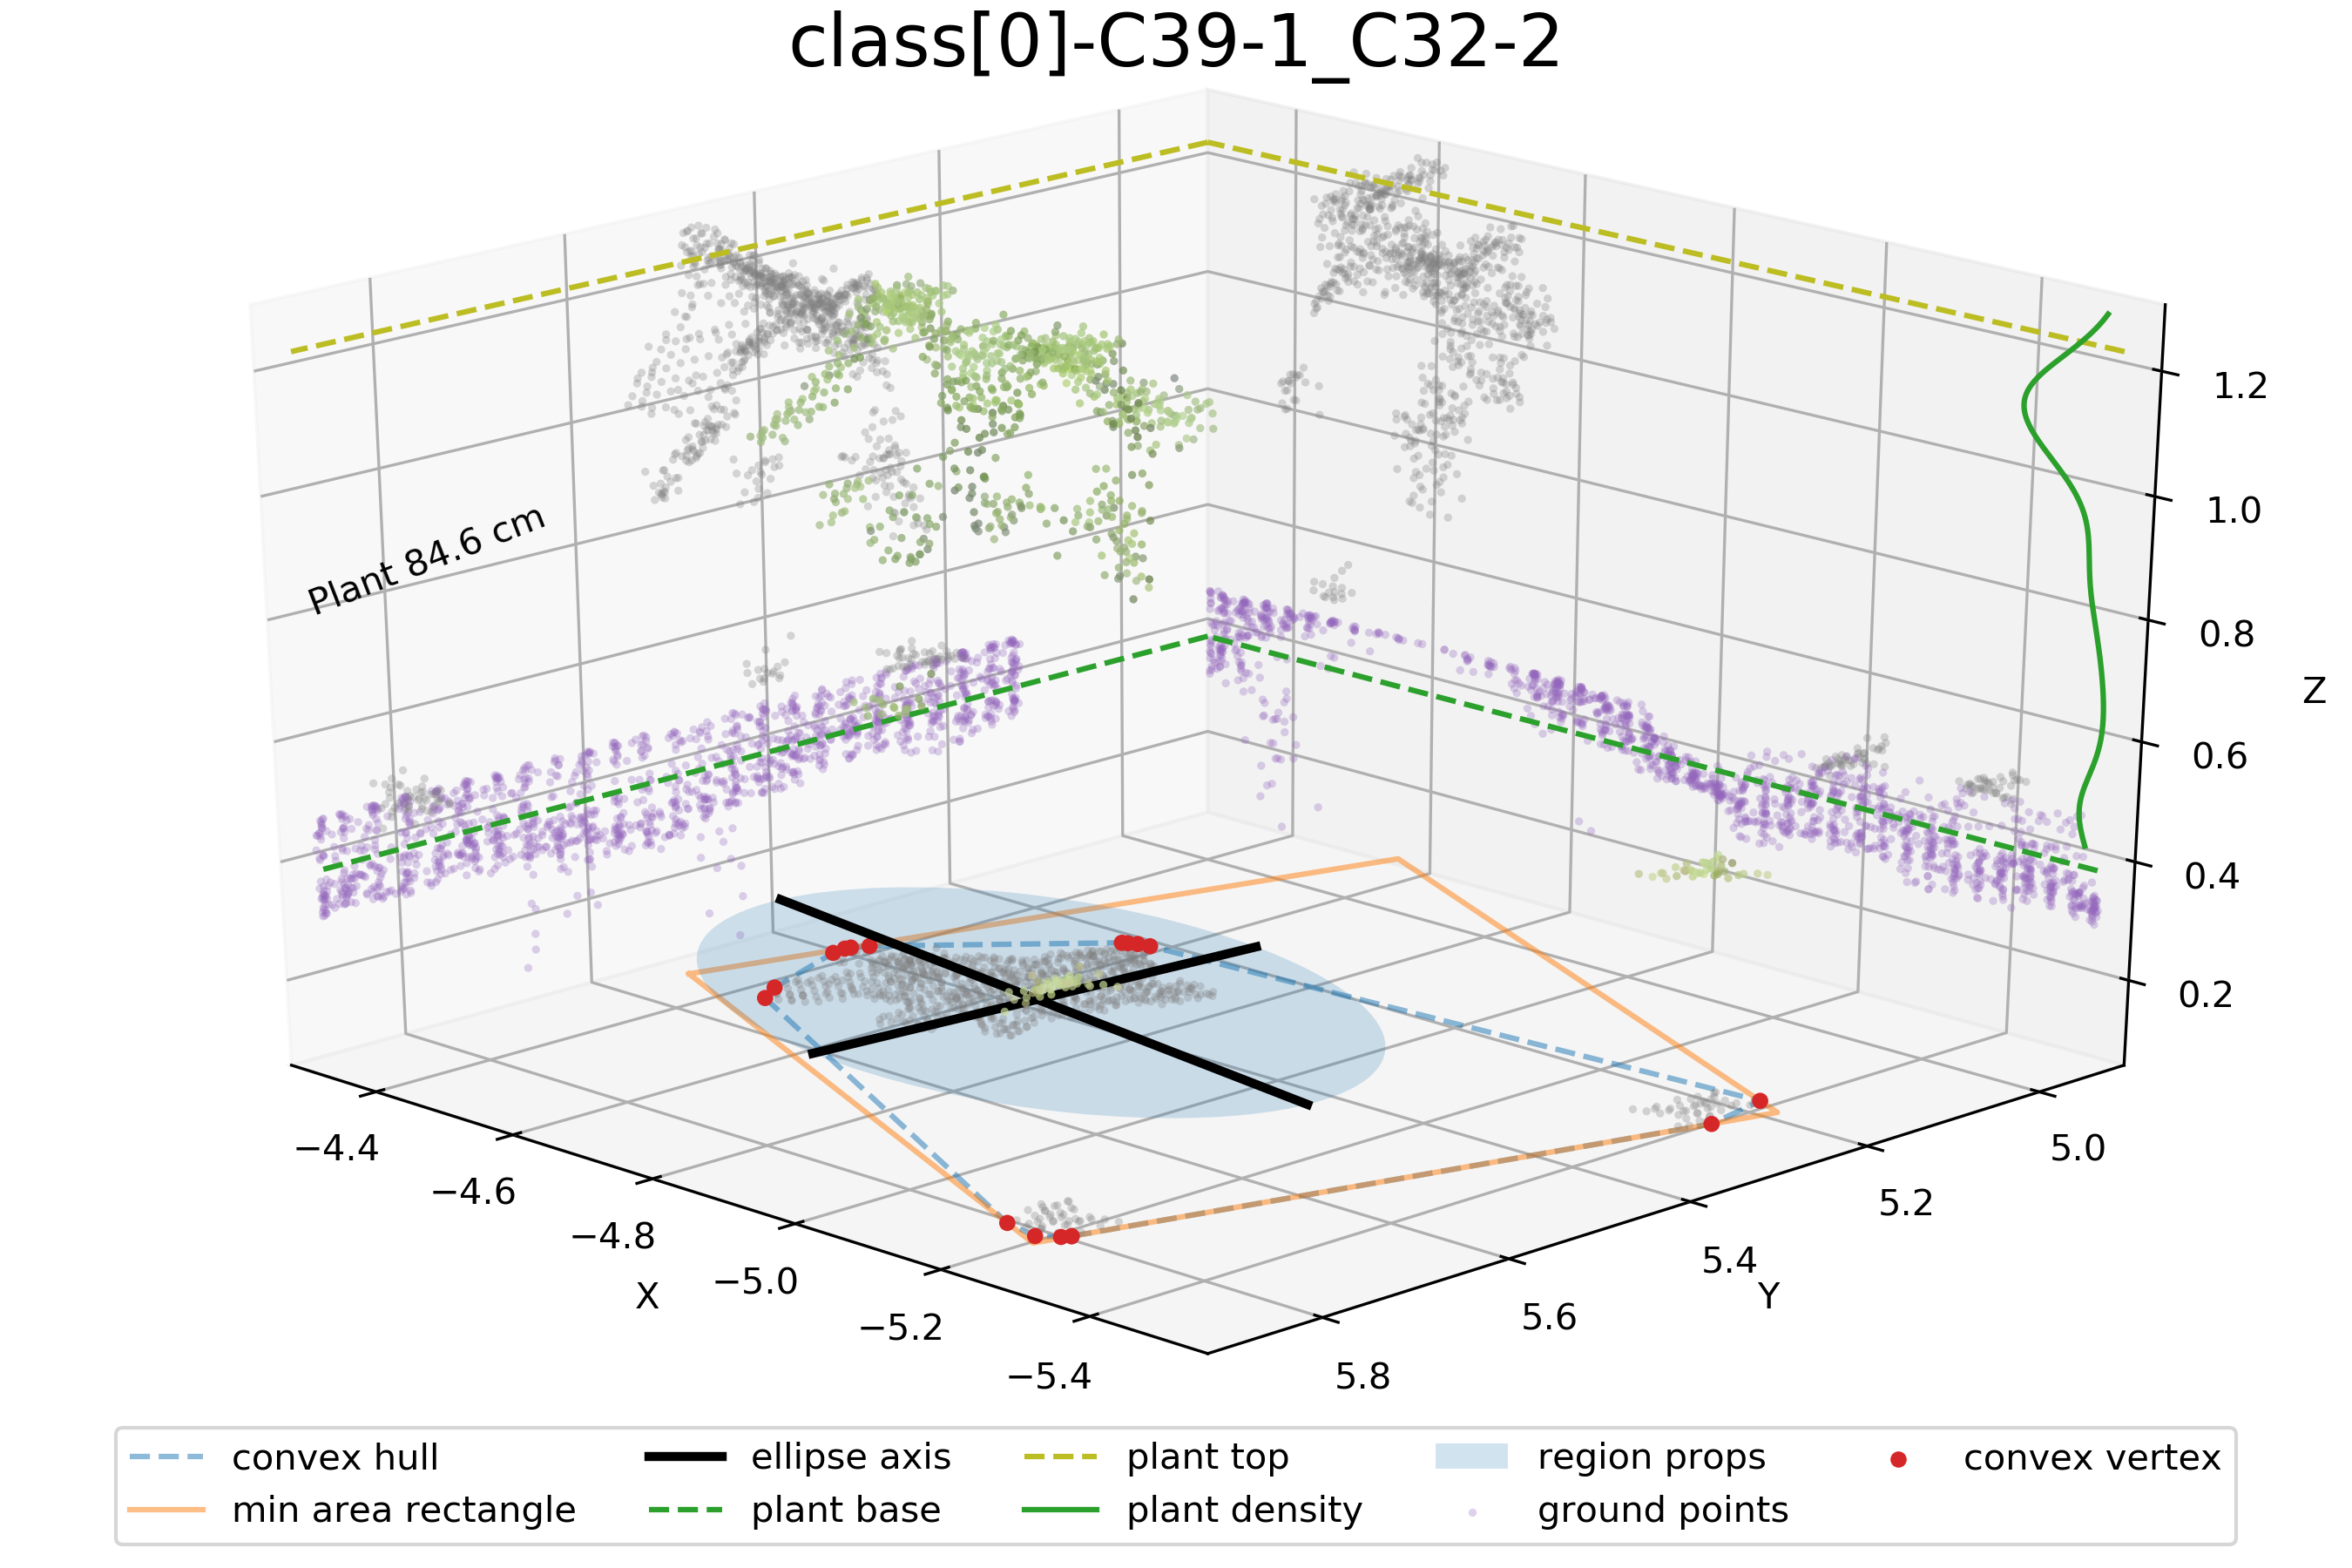 class[0]-C39-1_C32-2
Plant 84.6 cm
1.2
1.0
0.8
0.6
0.4
0.2
Z
−4.4
−4.6
−4.8
−5.0
−5.2
−5.4
X
5.0
5.2
5.4
5.6
5.8
Y
convex hull
ellipse axis
plant top
region props
convex vertex
min area rectangle
plant base
plant density
ground points